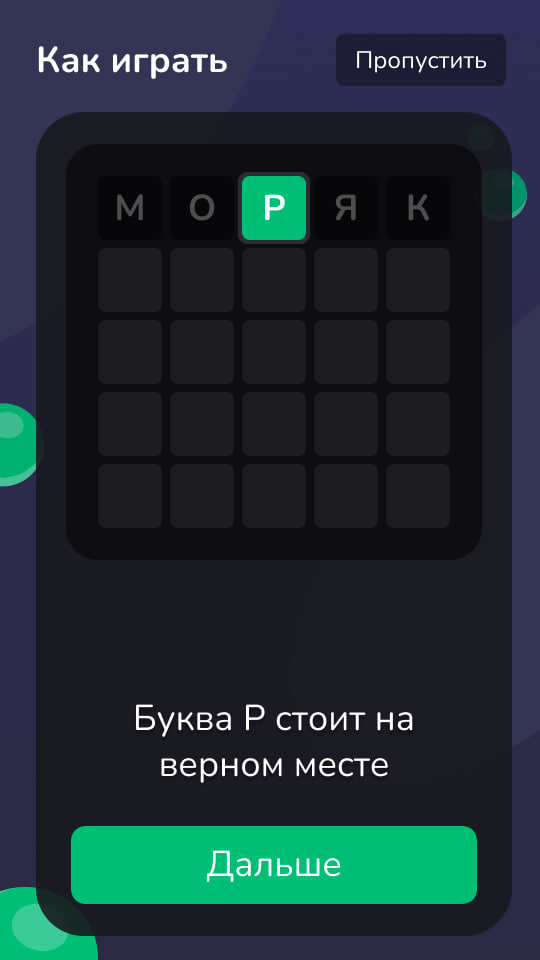 Как играть
Пропустить
М О Р Я К
Буква Р стоит на
верном месте
Дальше